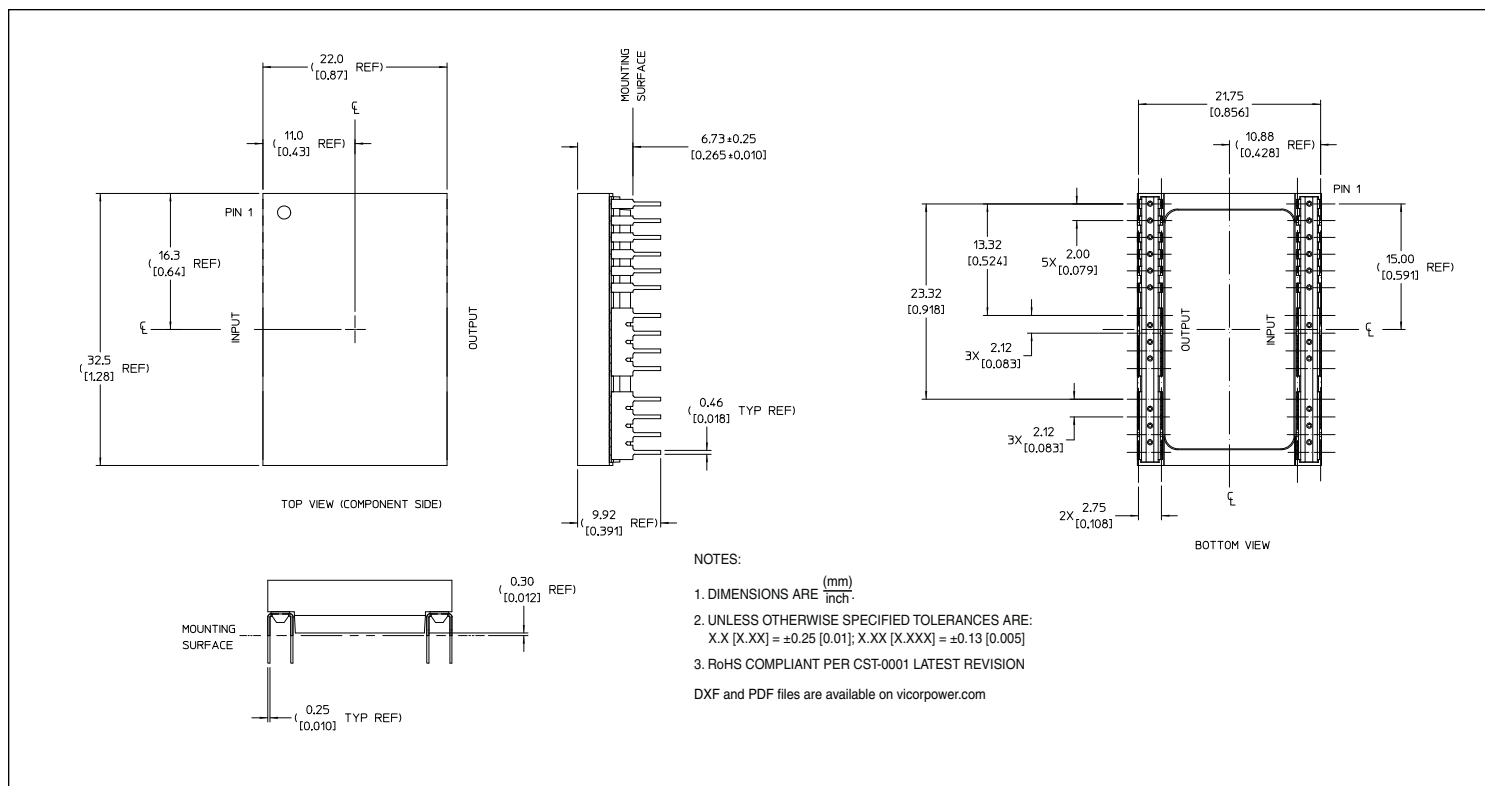 22.0
( [0.87] REF)
℄
11.0
( [0.43] REF)
PIN 1
16.3
( [0.64] REF)
℄
INPUT
OUTPUT
32.5
( [1.28] REF)
TOP VIEW (COMPONENT SIDE)
MOUNTING
SURFACE
6.73 ±0.25
[0.265 ±0.010]
0.46
( [0.018] TYP REF)
9.92
( [0.391] REF)
21.75
[0.856]
10.88
( [0.428] REF)
PIN 1
13.32
[0.524]
5X 2.00
[0.079]
15.00
( [0.591] REF)
23.32
[0.918]
OUTPUT
INPUT
℄
3X 2.12
[0.083]
3X 2.12
[0.083]
2X 2.75
[0.108]
℄
BOTTOM VIEW
0.30
( [0.012] REF)
MOUNTING
SURFACE
0.25
( [0.010] TYP REF)
NOTES:
1. DIMENSIONS ARE (mm)
inch.
2. UNLESS OTHERWISE SPECIFIED TOLERANCES ARE:
X.X [X.XX] = ±0.25 [0.01]; X.XX [X.XXX] = ±0.13 [0.005]
3. RoHS COMPLIANT PER CST-0001 LATEST REVISION
DXF and PDF files are available on vicorpower.com